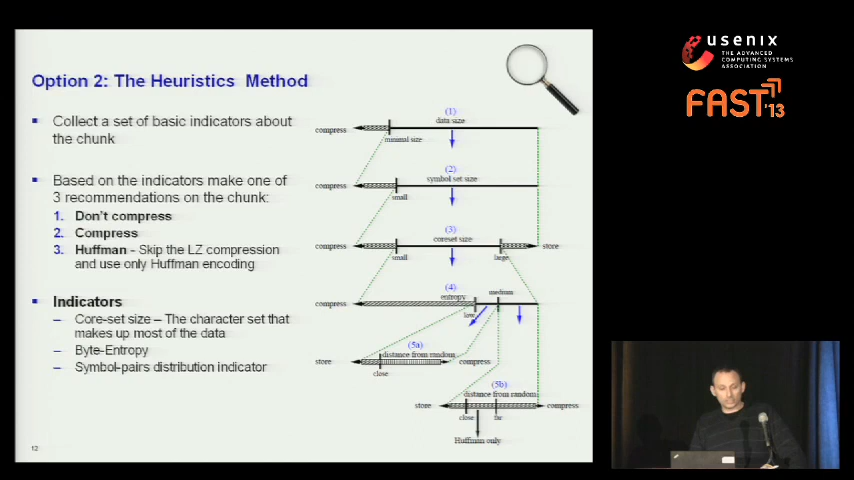 Option 2: The Heuristics Method
Collect a set of basic indicators about
the chunk
Based on the indicators make one of
3 recommendations on the chunk:
1. Don't compress
2. Compress
3. Huffman - Skip the LZ compression
and use only Huffman encoding
Indicators
– Core-set size – The character set that
makes up most of the data
– Byte-Entropy
– Symbol-pairs distribution indicator
12
(1)
data size
compress
minimal size
(2)
symbol set size
compress
small
(3)
coreset size
compress
store
small
large
(4)
entropy
medium
compress
low
(5a)
distance from random
store
compress
close
(5b)
distance from random
store
compress
close
far
Huffman only
usenix
THE ADVANCED
COMPUTING SYSTEMS
ASSOCIATION
FAST'13